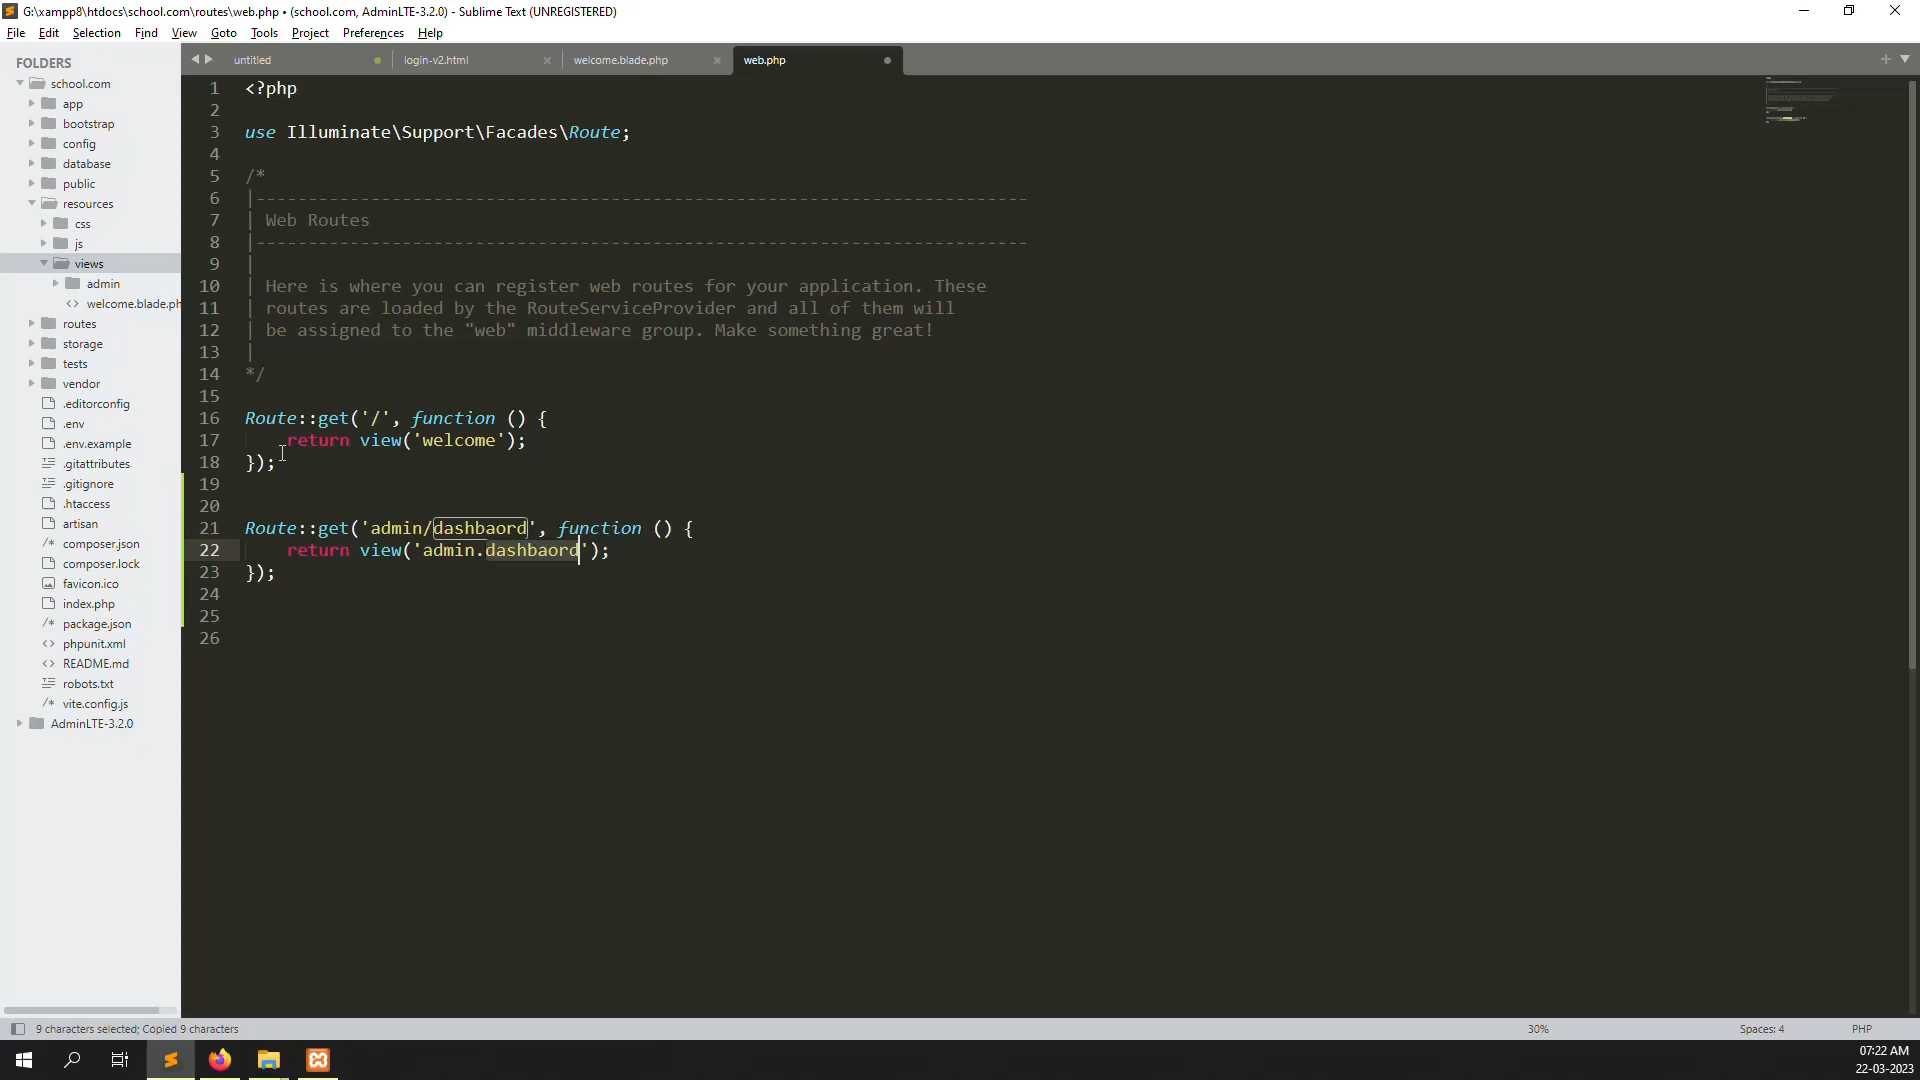 G:\xampp8\htdocs\school.com\routes\web.php • (school.com, AdminLTE-3.2.0) - Sublime Text (UNREGISTERED)
File Edit Selection Find View Goto Tools Project Preferences Help
FOLDERS
school.com
app
bootstrap
config
database
public
resources
css
js
views
admin
welcome.blade.ph
routes
storage
tests
vendor
.editorconfig
.env
.env.example
.gitattributes
.gitignore
.htaccess
artisan
composer.json
composer.lock
favicon.ico
index.php
package.json
phpunit.xml
README.md
robots.txt
vite.config.js
AdminLTE-3.2.0
untitled login-v2.html welcome.blade.php web.php
1 <?php
2
3 use Illuminate\Support\Facades\Route;
4
5 /*
6 |--------------------------------------------------------------------------
7 | Web Routes
8 |--------------------------------------------------------------------------
9 |
10 | Here is where you can register web routes for your application. These
11 | routes are loaded by the RouteServiceProvider and all of them will
12 | be assigned to the "web" middleware group. Make something great!
13 |
14 */
15
16 Route::get('/', function () {
17 return view('welcome');
18 });
19
20
21 Route::get('admin/dashbaord', function () {
22 return view('admin.dashbaord');
23 });
24
25
26
9 characters selected; Copied 9 characters 30% Spaces: 4 PHP
07:22 AM
22-03-2023